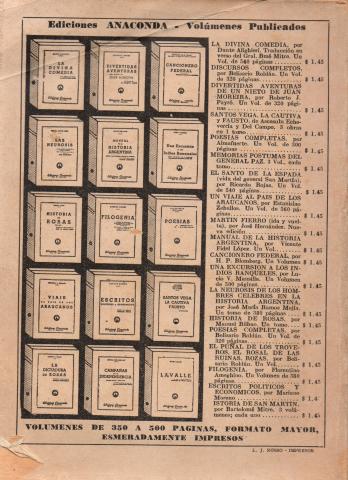 Ediciones ANACONDA - Volúmenes Publicados
LA
DIVINA
COMEDIA
DIVERTIDAS
AVENTURAS
CANCIONERO
FEDERAL
LAS
NEUROSIS
MANUAL
DE
HISTORIA
ARGENTINA
Una Excursion
a los
Indios Ranqueles
HISTORIA
DE
ROSAS
FILOGENIA
POESIAS
VIAJE
AL PAIS DE LOS
ARAUCANOS
ESCRITOS
SANTOS VEGA
LA CAUTIVA
FAUSTO
LA
DICTADURA
DE ROSAS
CAMPAÑAS
LAVALLE
LA DIVINA COMEDIA, por
Dante Alighieri. Traducción en
verso del Gral. Bmé Mitre. Un
Vol. de 540 páginas $ 1.45
DISCURSOS COMPLETOS,
por Belisario Roldán. Un Vol.
de 320 páginas $ 1.45
DIVERTIDAS AVENTURAS
DE UN NIETO DE JUAN
MOREIRA, por Roberto J.
Payró. Un Vol. de 320 páginas $ 1.45
SANTOS VEGA, LA CAUTIVA
Y FAUSTO, de Ascasubi Echeverría y Del Campo. 3 obras
en 1 tomo $ 1.45
POESIAS COMPLETAS, por
Almafuerte. Un Vol. de 300
páginas $ 1.45
MEMORIAS POSTUMAS DEL
GENERAL PAZ. 1 Vol. cada
tomo $ 1.45
EL SANTO DE LA ESPADA
(vida del general San Martín),
por Ricardo Rojas. Un Vol.
de 540 páginas $ 1.45
UN VIAJE AL PAIS DE LOS
ARAUCANOS, por Estanislao
Zeballos. Un Vol. de 360 páginas $ 1.45
MARTIN FIERRO (ida y vuelta), por José Hernández. Nueva
edición $ 1.45
MANUAL DE LA HISTORIA
ARGENTINA, por Vicente
Fidel López. Un Vol. $ 1.45
CANCIONERO FEDERAL, por
H. P. Blomberg. Un Volumen $ 1.45
UNA EXCURSION A LOS INDIOS RANQUELES, por Lucio V. Mansilla. Un Volumen
de 500 páginas $ 1.45
LA NEUROSIS DE LOS HOMBRES CELEBRES EN LA
HISTORIA ARGENTINA,
por José María Ramos Mejía.
Un tomo de 380 páginas $ 1.45
HISTORIA DE ROSAS, por
Manuel Bilbao. Un tomo $ 1.45
POESIAS COMPLETAS, por
Belisario Roldán. Un Vol. de
320 páginas $ 1.45
EL PUÑAL DE LOS TROVEROS, EL ROSAL DE LAS
RUINAS, ROZAS, por Belisario Roldán. Un Vol. $ 1.45
FILOGENIA, por Florentino
Ameghino. Un Vol. de 380
páginas $ 1.45
ESCRITOS POLITICOS Y
ECONOMICOS, por Mariano
Moreno $ 1.45
ISTORIA DE SAN MARTIN,
por Bartolomé Mitre. 3 volúmenes; cada uno $ 1.45
VOLUMENES DE 350 A 500 PAGINAS, FORMATO MAYOR,
ESMERADAMENTE IMPRESOS
L. J. ROSSO - IMPRESOR